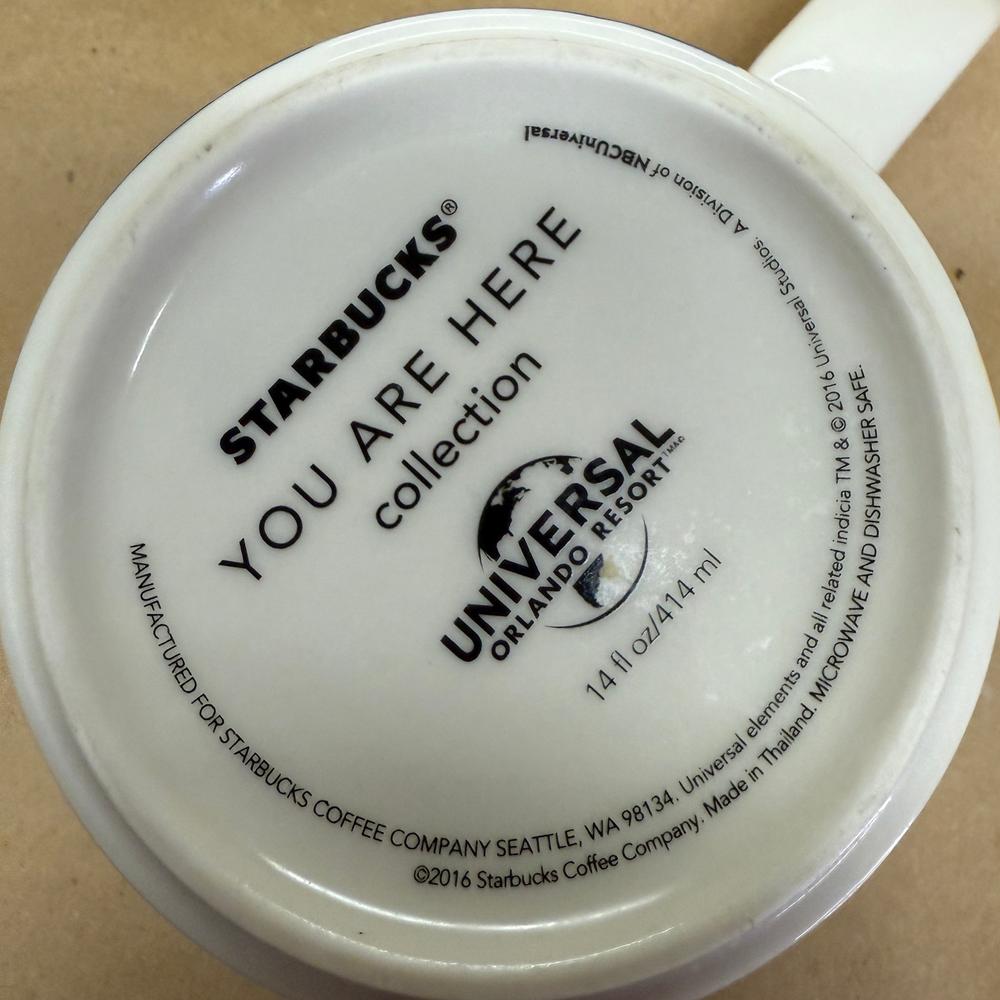 STARBUCKS®
YOU ARE HERE
collection
UNIVERSAL
ORLANDO RESORT™&©
14 fl oz/414 ml
MANUFACTURED FOR STARBUCKS COFFEE COMPANY SEATTLE, WA 98134. Universal elements and all related indicia TM & © 2016 Universal Studios. A Division of NBCUniversal
©2016 Starbucks Coffee Company. Made in Thailand. MICROWAVE AND DISHWASHER SAFE.